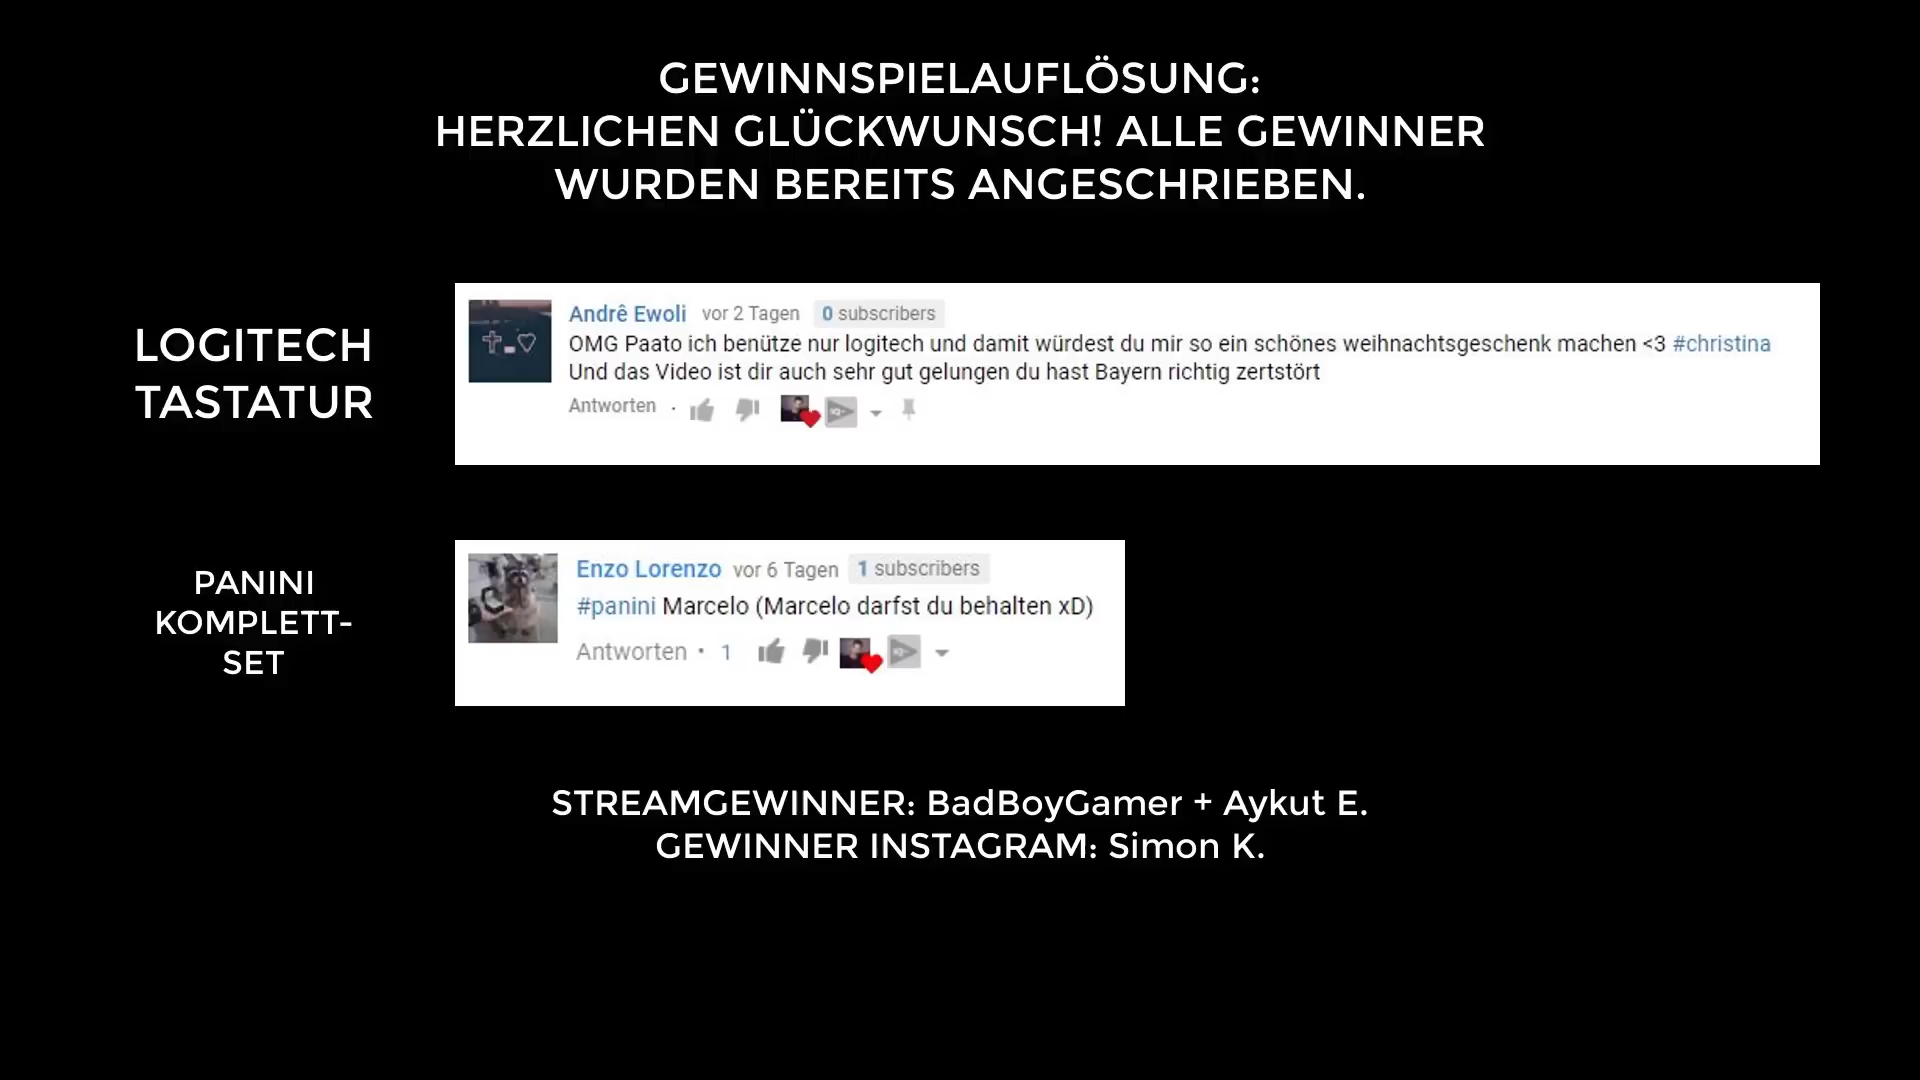 GEWINNSPIELAUFLÖSUNG:
HERZLICHEN GLÜCKWUNSCH! ALLE GEWINNER
WURDEN BEREITS ANGESCHRIEBEN.
LOGITECH
TASTATUR
Andrê Ewoli vor 2 Tagen 0 subscribers
OMG Paato ich benütze nur logitech und damit würdest du mir so ein schönes weihnachtsgeschenk machen <3 #christina
Und das Video ist dir auch sehr gut gelungen du hast Bayern richtig zertstört
Antworten ·
PANINI
KOMPLETT-
SET
Enzo Lorenzo vor 6 Tagen 1 subscribers
#panini Marcelo (Marcelo darfst du behalten xD)
Antworten · 1
STREAMGEWINNER: BadBoyGamer + Aykut E.
GEWINNER INSTAGRAM: Simon K.